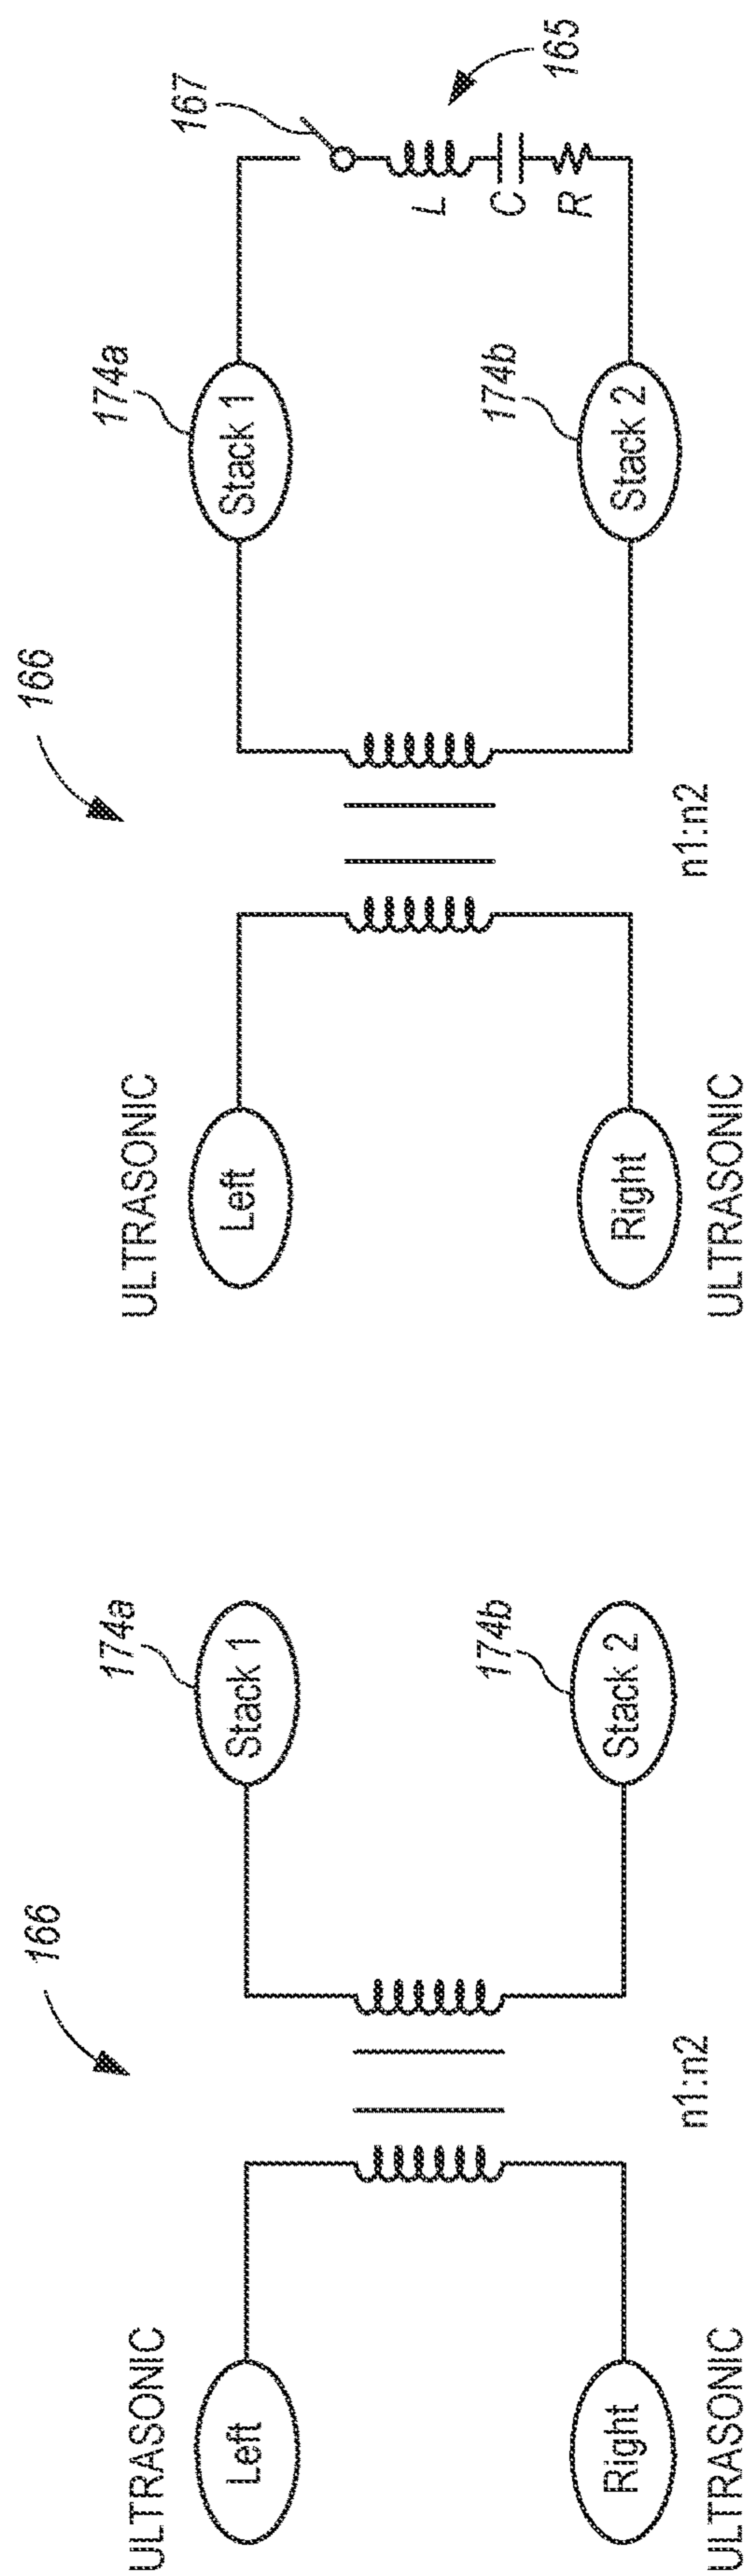 ULTRASONIC
Left
166
174a
Stack 1
n1:n2
Right
ULTRASONIC
174b
Stack 2
ULTRASONIC
Left
166
174a
Stack 1
167
165
L
C
R
n1:n2
Right
ULTRASONIC
174b
Stack 2